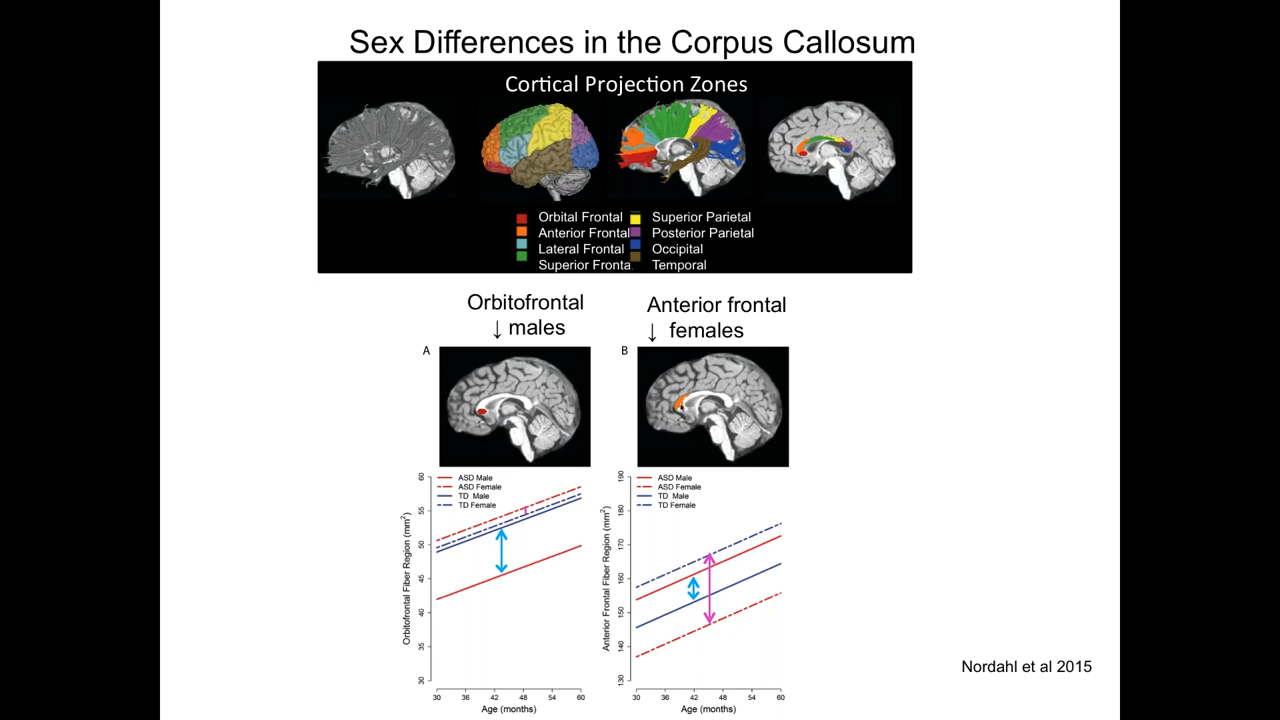 Sex Differences in the Corpus Callosum
Cortical Projection Zones
Orbital Frontal
Anterior Frontal
Lateral Frontal
Superior Fronta
Superior Parietal
Posterior Parietal
Occipital
Temporal
Orbitofrontal
↓ males
Anterior frontal
↓ females
A
B
Orbitofrontal Fiber Region (mm²)
60
55
50
45
40
35
30
ASD Male
ASD Female
TD Male
TD Female
30 36 42 48 54 60
Age (months)
Anterior Frontal Fiber Region (mm²)
190
180
170
160
150
140
130
ASD Male
ASD Female
TD Male
TD Female
30 36 42 48 54 60
Age (months)
Nordahl et al 2015